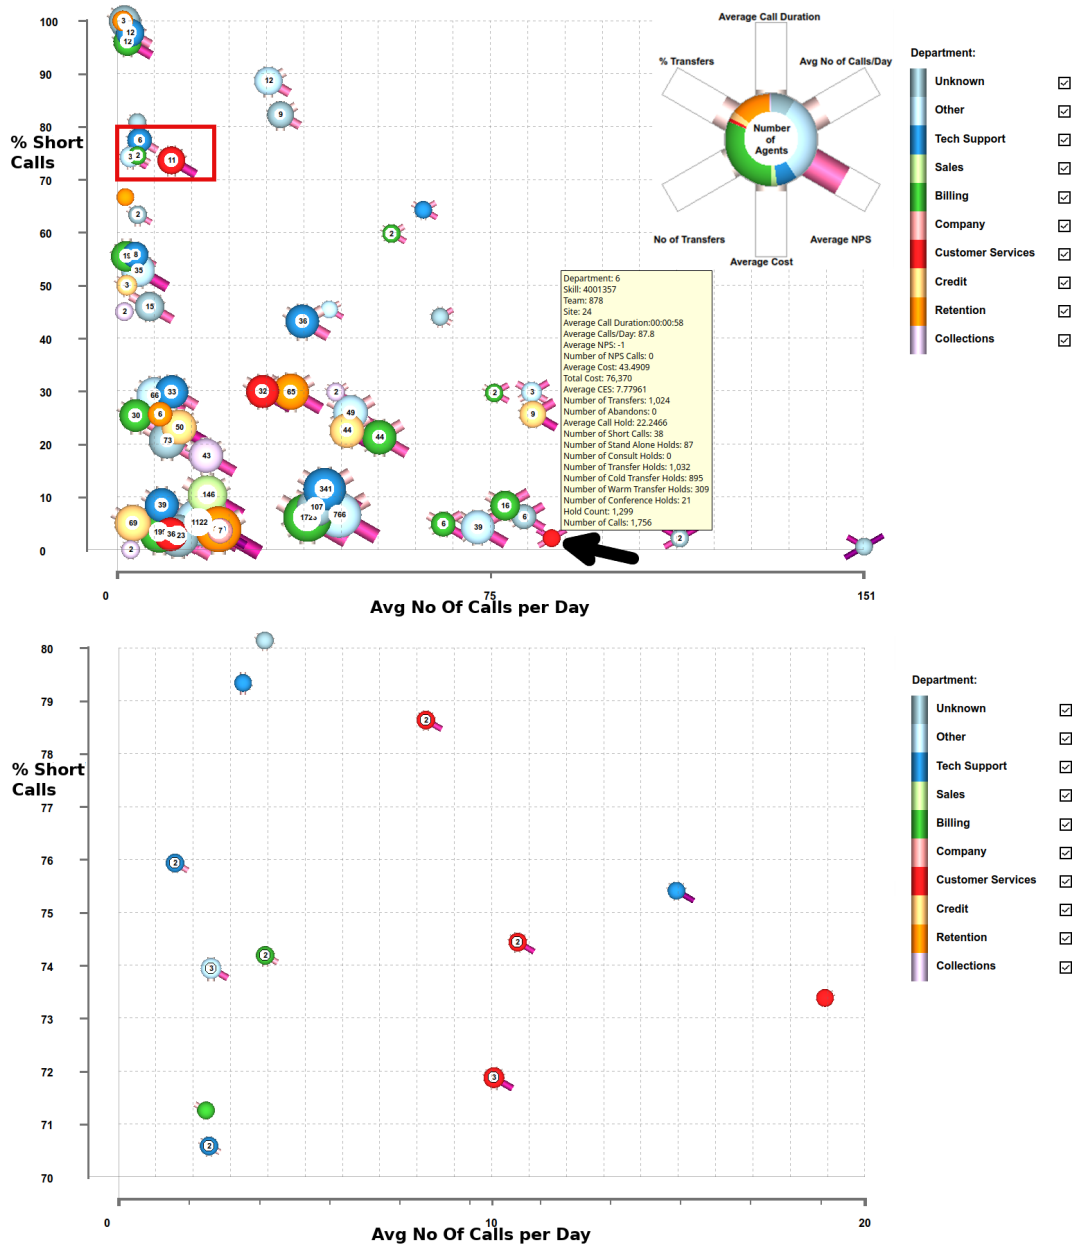 100
90
80
70
60
50
40
30
20
10
0
% Short
Calls
3
12
12
12
9
6
3
2
11
2
2
8
35
3
2
15
36
66
33
30
6
50
73
43
32
65
2
49
44
44
2
3
9
146
39
69
1122
7
36
23
2
341
107
1723
766
6
39
16
6
2
0
75
151
Avg No Of Calls per Day
Average Call Duration
% Transfers
Avg No of Calls/Day
Number
of
Agents
No of Transfers
Average NPS
Average Cost
Department: 6
Skill: 4001357
Team: 878
Site: 24
Average Call Duration:00:00:58
Average Calls/Day: 87.8
Average NPS: -1
Number of NPS Calls: 0
Average Cost: 43.4909
Total Cost: 76,370
Average CES: 7.77961
Number of Transfers: 1,024
Number of Abandons: 0
Average Call Hold: 22.2466
Number of Short Calls: 38
Number of Stand Alone Holds: 87
Number of Consult Holds: 0
Number of Transfer Holds: 1,032
Number of Cold Transfer Holds: 895
Number of Warm Transfer Holds: 309
Number of Conference Holds: 21
Hold Count: 1,299
Number of Calls: 1,756
Department:
Unknown
Other
Tech Support
Sales
Billing
Company
Customer Services
Credit
Retention
Collections
80
79
78
77
76
75
74
73
72
71
70
% Short
Calls
2
2
2
2
3
3
2
0
10
20
Avg No Of Calls per Day
Department:
Unknown
Other
Tech Support
Sales
Billing
Company
Customer Services
Credit
Retention
Collections